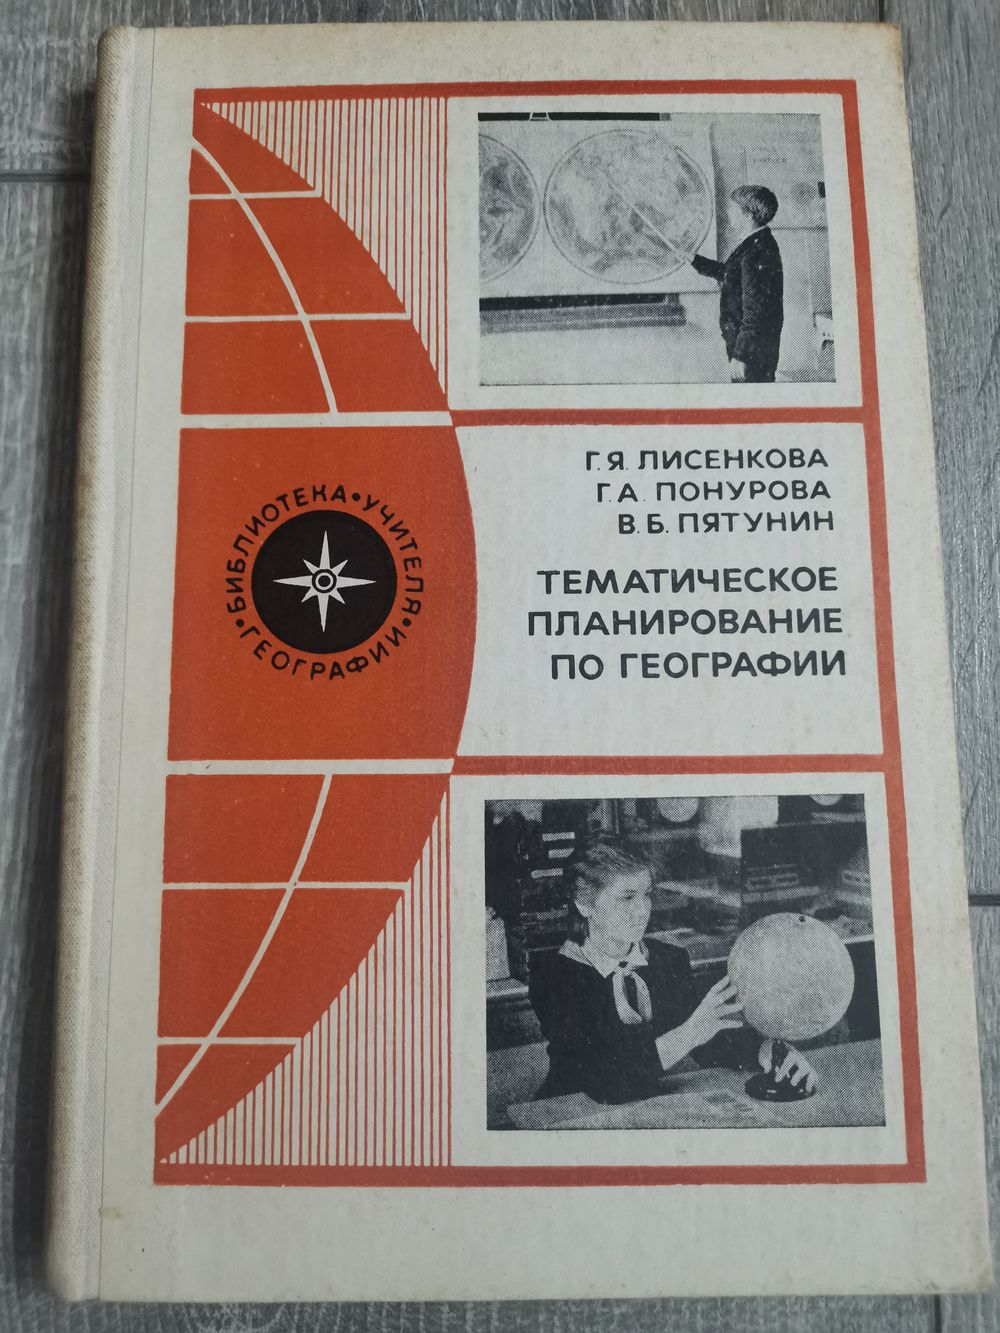 Г.Я. ЛИСЕНКОВА
Г.А. ПОНУРОВА
В.Б. ПЯТУНИН
ТЕМАТИЧЕСКОЕ
ПЛАНИРОВАНИЕ
ПО ГЕОГРАФИИ
БИБЛИОТЕКА•УЧИТЕЛЯ•
ГЕОГРАФИИ•